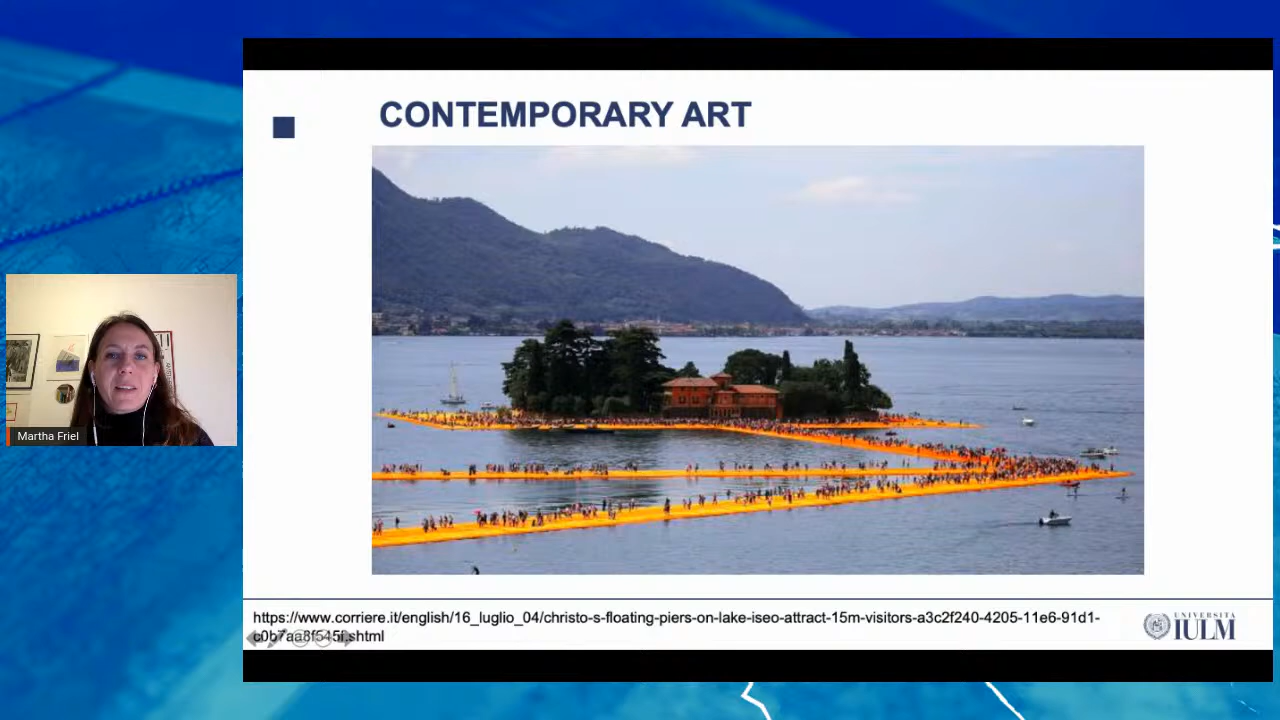 CONTEMPORARY ART
Martha Friel
https://www.corriere.it/english/16_luglio_04/christo-s-floating-piers-on-lake-iseo-attract-15m-visitors-a3c2f240-4205-11e6-91d1-
UNIVERSITÀ
IULM